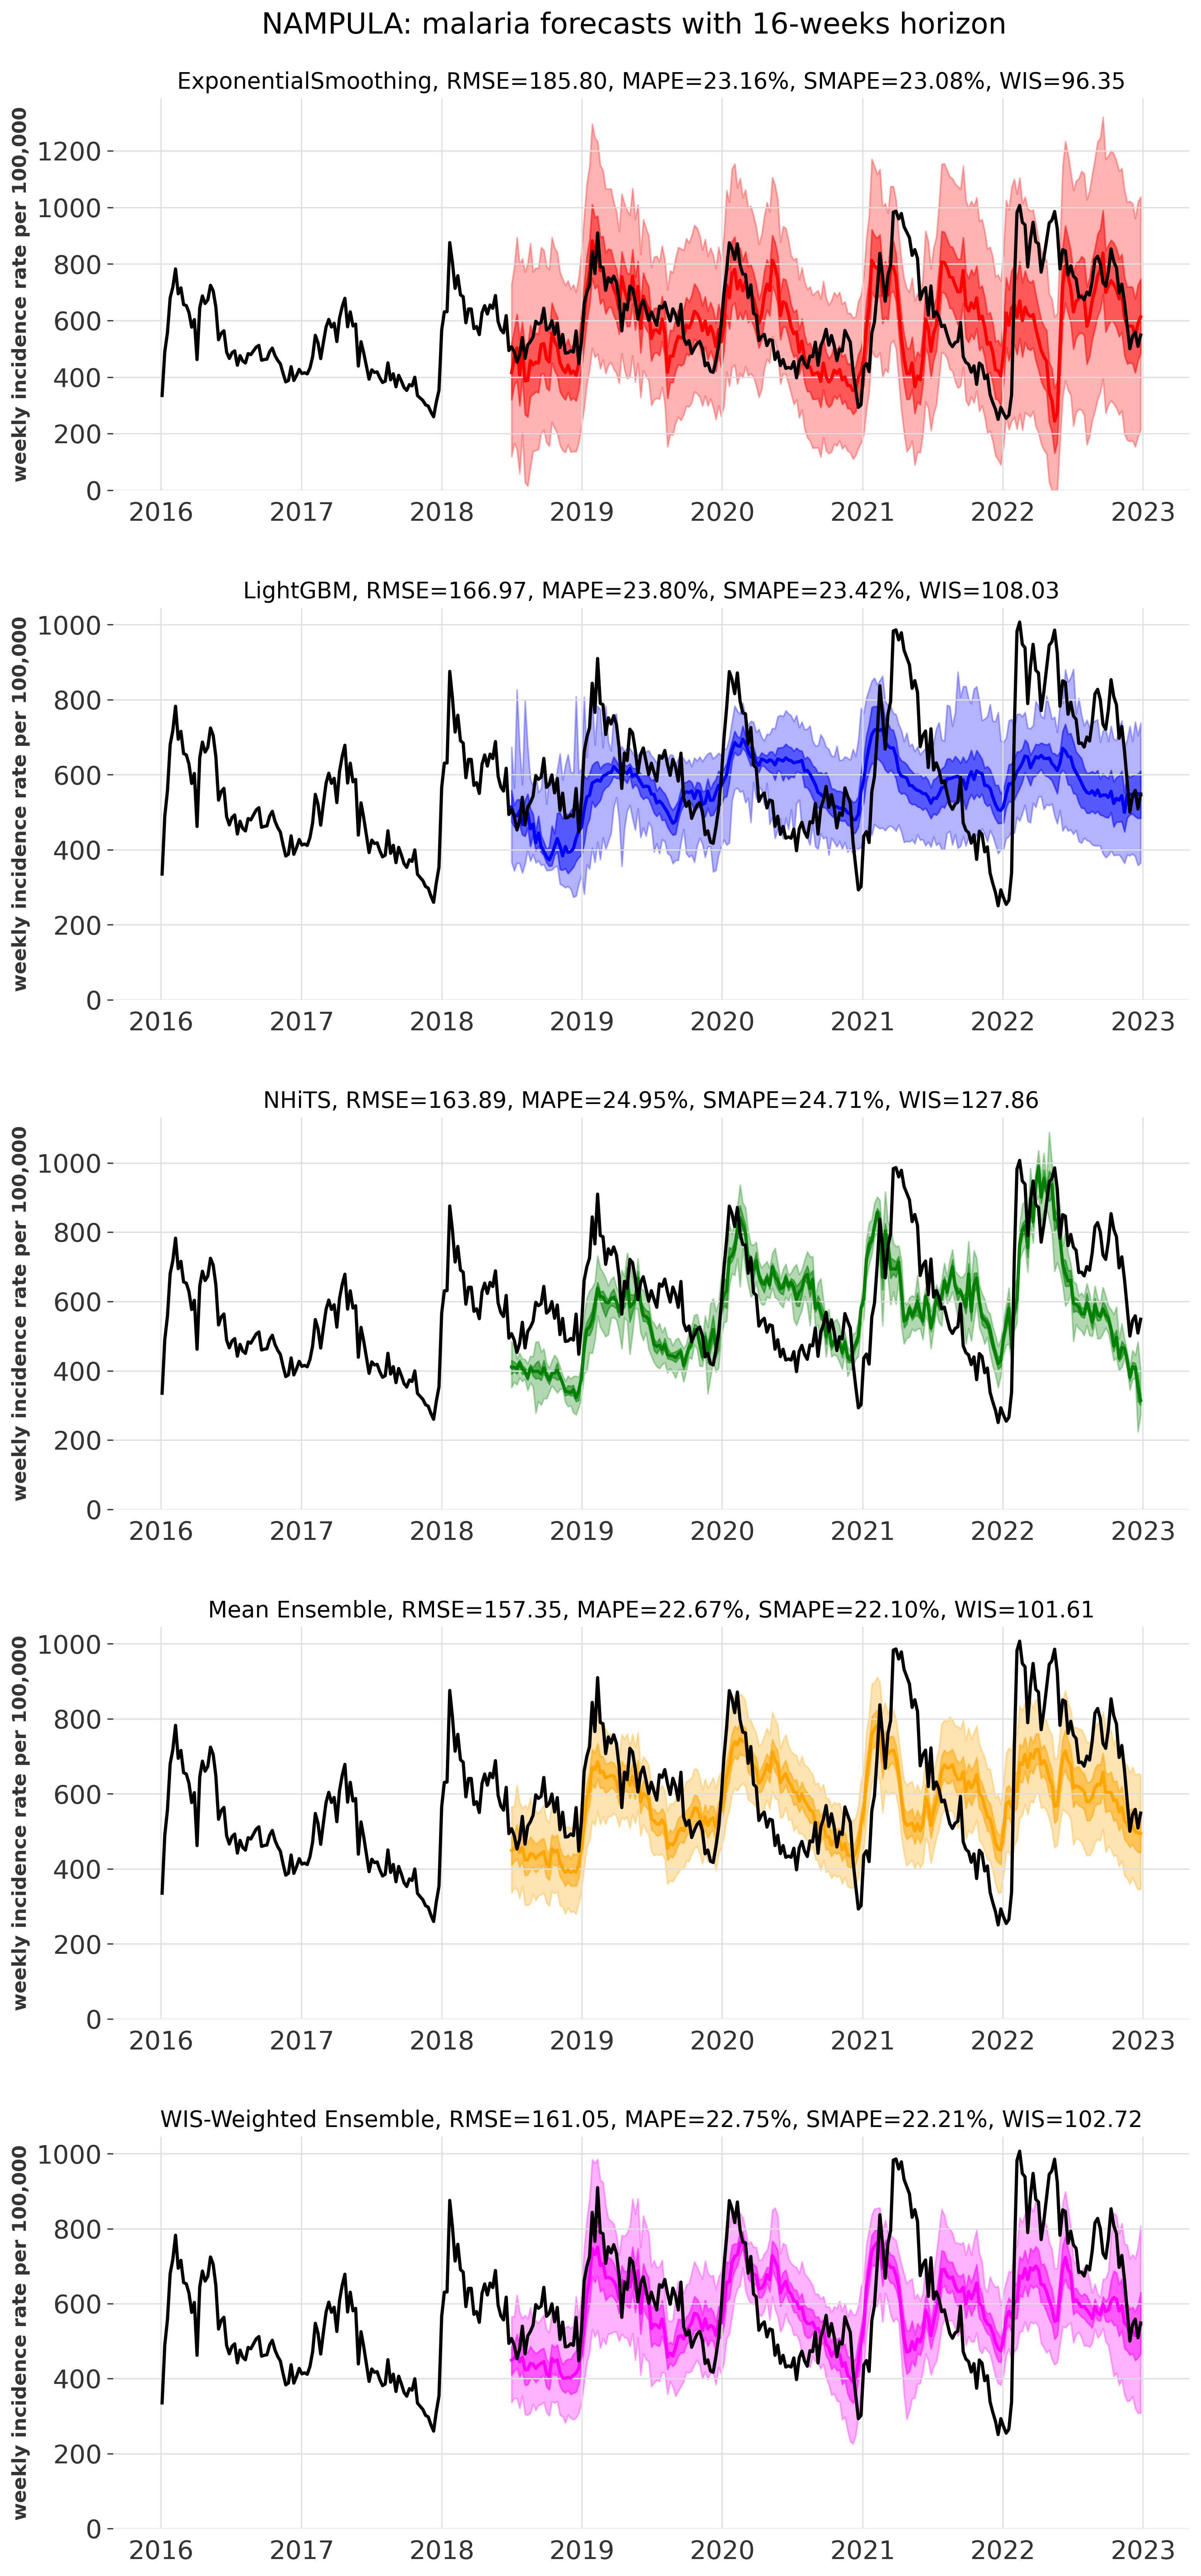 NAMPULA: malaria forecasts with 16-weeks horizon
ExponentialSmoothing, RMSE=185.80, MAPE=23.16%, SMAPE=23.08%, WIS=96.35
weekly incidence rate per 100,000
1200
1000
800
600
400
200
0
2016 2017 2018 2019 2020 2021 2022 2023
LightGBM, RMSE=166.97, MAPE=23.80%, SMAPE=23.42%, WIS=108.03
weekly incidence rate per 100,000
1000
800
600
400
200
0
2016 2017 2018 2019 2020 2021 2022 2023
NHiTS, RMSE=163.89, MAPE=24.95%, SMAPE=24.71%, WIS=127.86
weekly incidence rate per 100,000
1000
800
600
400
200
0
2016 2017 2018 2019 2020 2021 2022 2023
Mean Ensemble, RMSE=157.35, MAPE=22.67%, SMAPE=22.10%, WIS=101.61
weekly incidence rate per 100,000
1000
800
600
400
200
0
2016 2017 2018 2019 2020 2021 2022 2023
WIS-Weighted Ensemble, RMSE=161.05, MAPE=22.75%, SMAPE=22.21%, WIS=102.72
weekly incidence rate per 100,000
1000
800
600
400
200
0
2016 2017 2018 2019 2020 2021 2022 2023